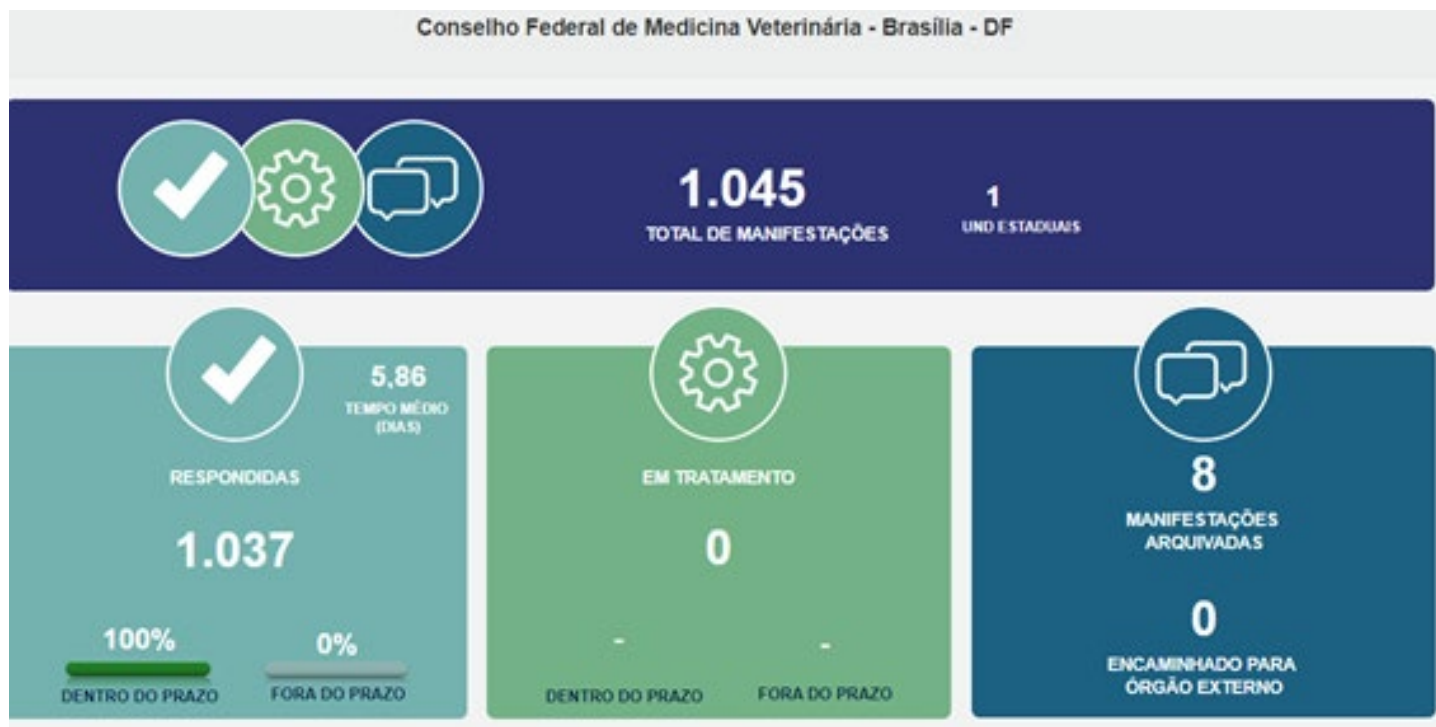 Conselho Federal de Medicina Veterinária - Brasília - DF
1.045
TOTAL DE MANIFESTAÇÕES
1
UND ESTADUAIS
5,86
TEMPO MÉDIO
(DIAS)
RESPONDIDAS
1.037
100%
DENTRO DO PRAZO
0%
FORA DO PRAZO
EM TRATAMENTO
0
-
DENTRO DO PRAZO
-
FORA DO PRAZO
8
MANIFESTAÇÕES
ARQUIVADAS
0
ENCAMINHADO PARA
ÓRGÃO EXTERNO